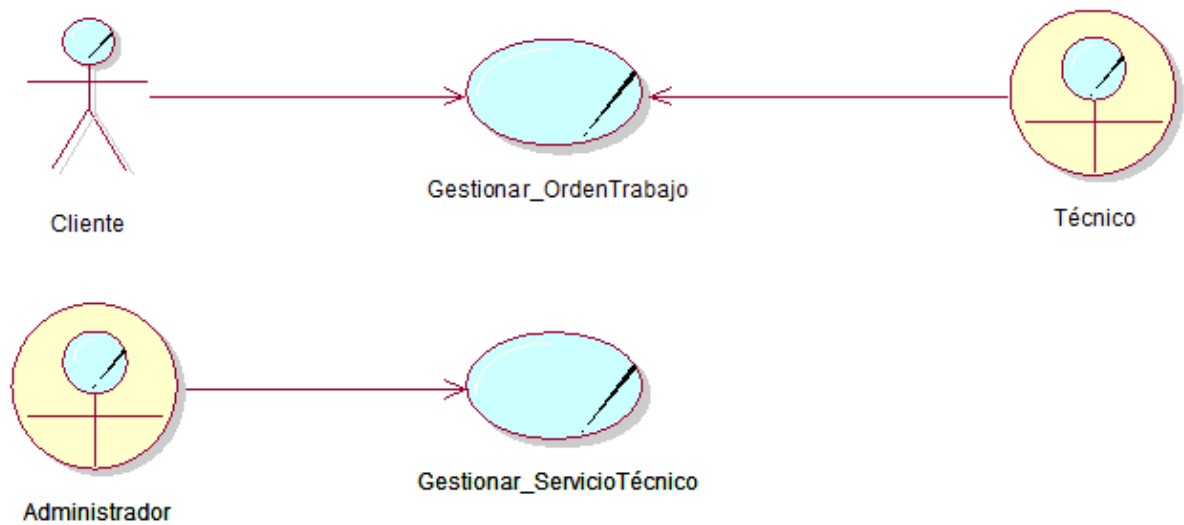 Gestionar_OrdenTrabajo
Cliente
Técnico
Gestionar_ServicioTécnico
Administrador